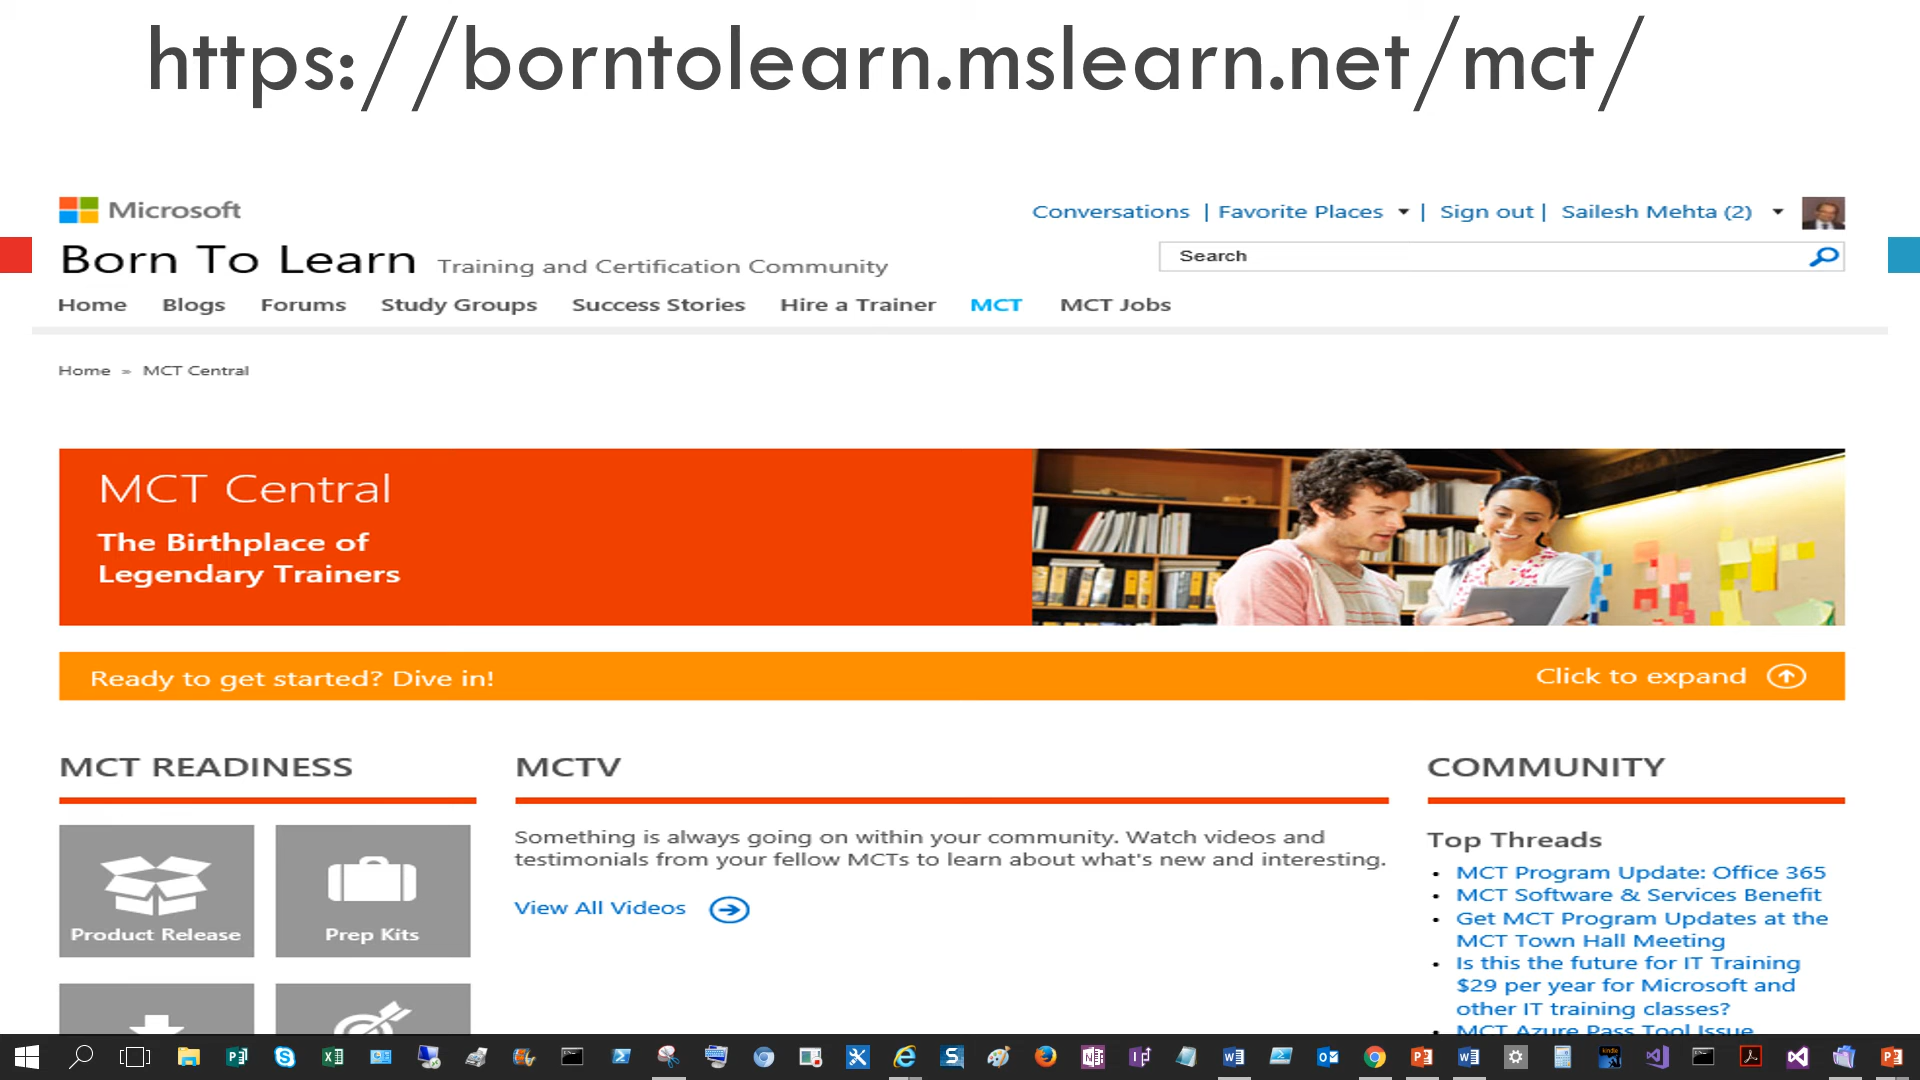 https://borntolearn.mslearn.net/mct/
Microsoft
Conversations | Favorite Places | Sign out | Sailesh Mehta (2)
Born To Learn Training and Certification Community
Search
Home Blogs Forums Study Groups Success Stories Hire a Trainer MCT MCT Jobs
Home » MCT Central
MCT Central
The Birthplace of
Legendary Trainers
Ready to get started? Dive in!
Click to expand
MCT READINESS
Product Release
Prep Kits
MCTV
Something is always going on within your community. Watch videos and
testimonials from your fellow MCTs to learn about what's new and interesting.
View All Videos
COMMUNITY
Top Threads
• MCT Program Update: Office 365
• MCT Software & Services Benefit
• Get MCT Program Updates at the
MCT Town Hall Meeting
• Is this the future for IT Training
$29 per year for Microsoft and
other IT training classes?
• MCT Azure Pass Tool Issue